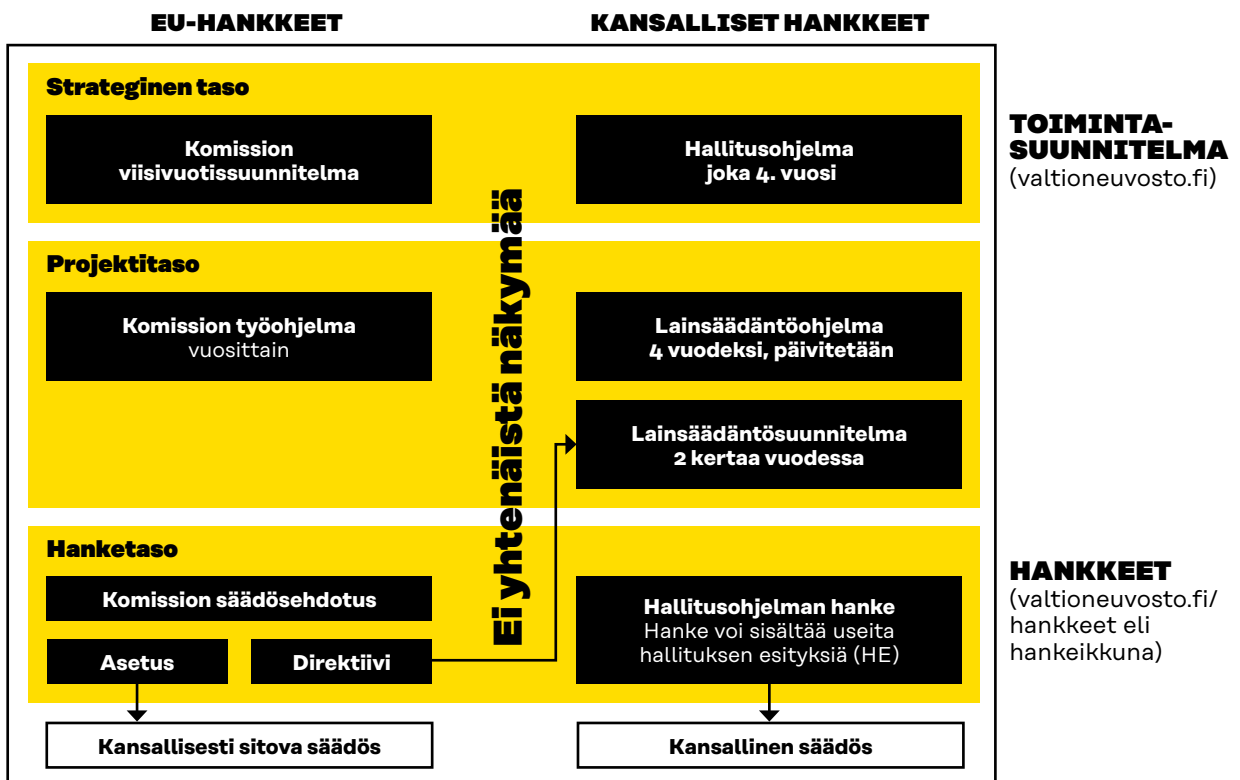 EU-HANKKEET
KANSALLISET HANKKEET
Strateginen taso
Komission
viisivuotissuunnitelma
Hallitusohjelma
joka 4. vuosi
TOIMINTA-
SUUNNITELMA
(valtioneuvosto.fi)
Ei yhtenäistä näkymää
Projektitaso
Komission työohjelma
vuosittain
Lainsäädäntöohjelma
4 vuodeksi, päivitetään
Lainsäädäntösuunnitelma
2 kertaa vuodessa
Hanketaso
Komission säädösehdotus
Asetus
Direktiivi
Hallitusohjelman hanke
Hanke voi sisältää useita
hallituksen esityksiä (HE)
HANKKEET
(valtioneuvosto.fi/
hankkeet eli
hankeikkuna)
Kansallisesti sitova säädös
Kansallinen säädös